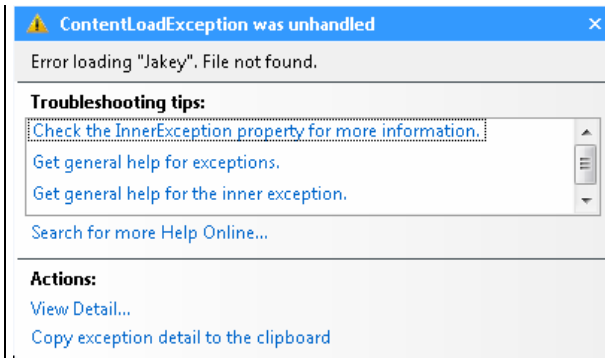 ContentLoadException was unhandled
Error loading "Jakey". File not found.
Troubleshooting tips:
Check the InnerException property for more information.
Get general help for exceptions.
Get general help for the inner exception.
Search for more Help Online...
Actions:
View Detail...
Copy exception detail to the clipboard